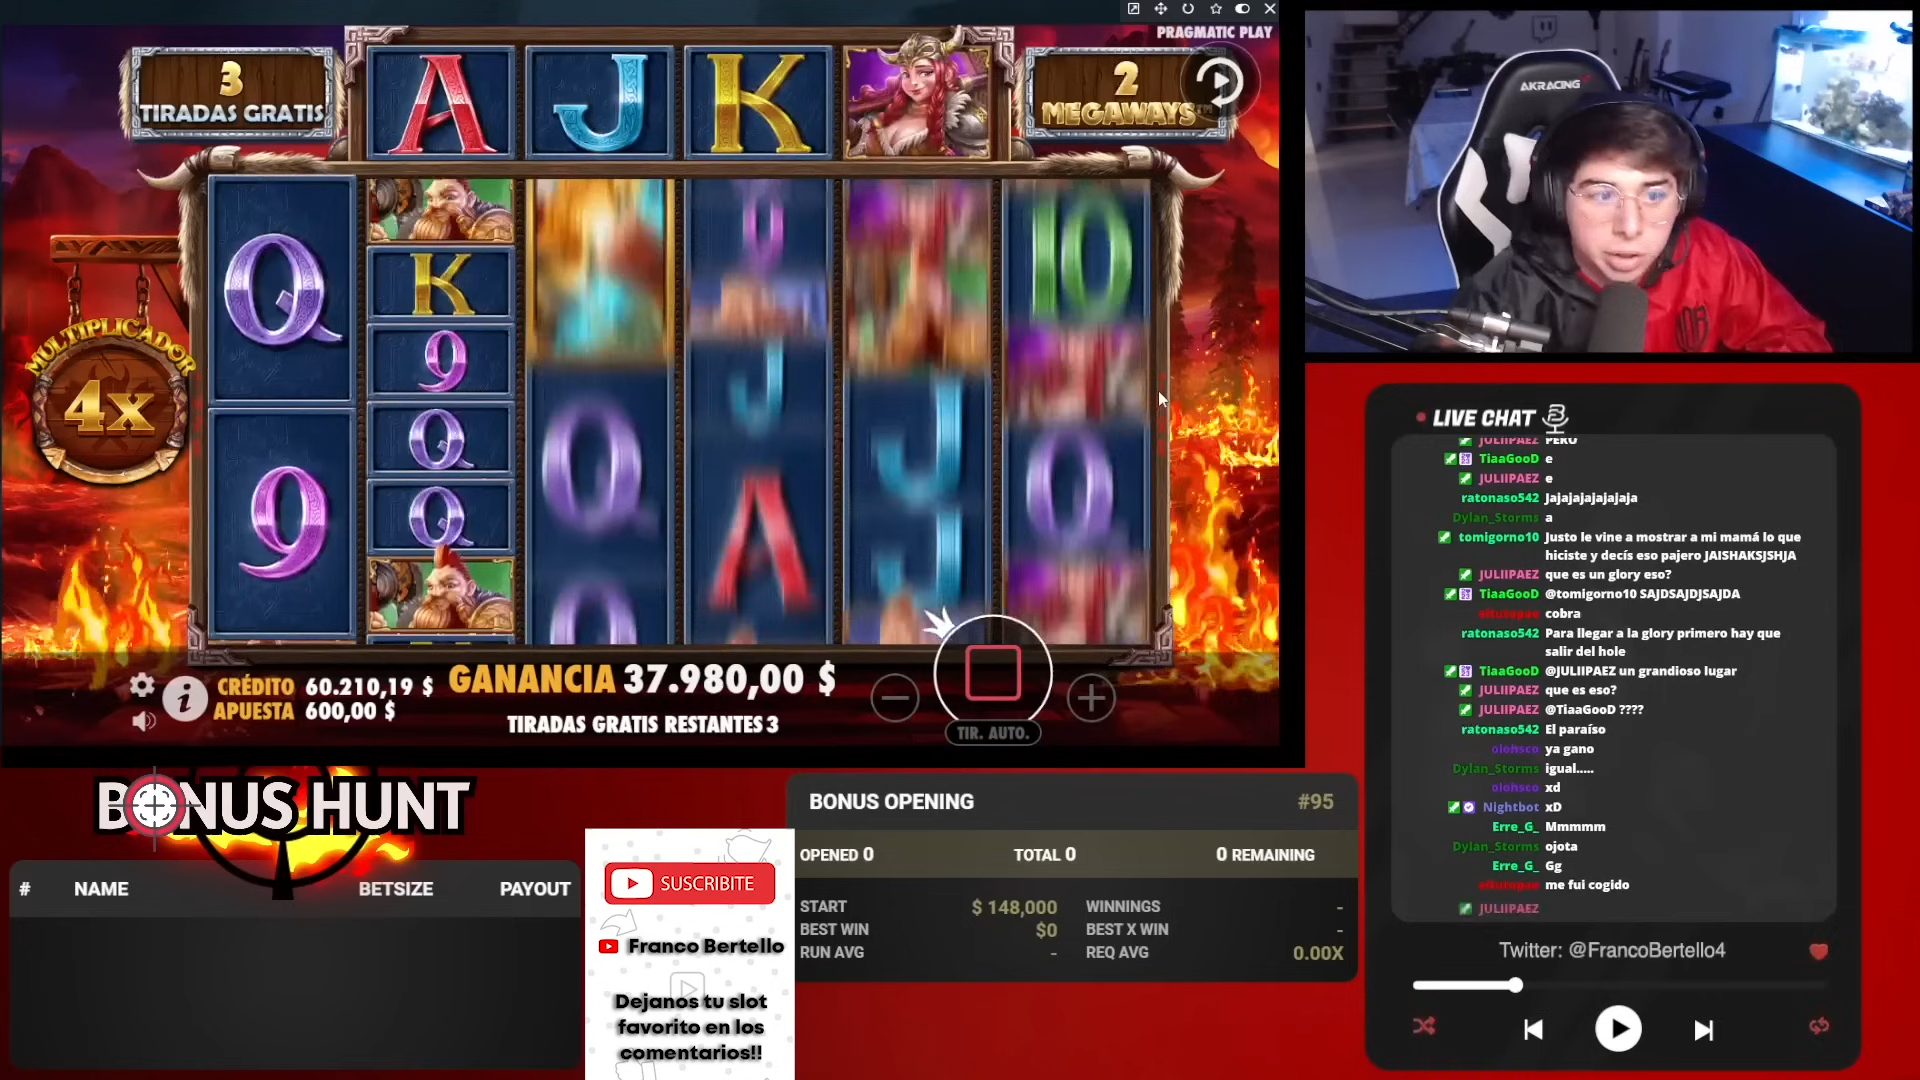 PRAGMATIC PLAY
3
TIRADAS GRATIS
A J K
2
MEGAWAYS
MULTIPLICADOR
4x
Q K 9 Q Q 9
Q J A J 10 Q
CRÉDITO 60.210,19 $
APUESTA 600,00 $
GANANCIA 37.980,00 $
TIRADAS GRATIS RESTANTES 3
TIR. AUTO.
AKRACING
BONUS HUNT
# NAME BETSIZE PAYOUT
SUSCRIBITE
Franco Bertello
Dejanos tu slot
favorito en los
comentarios!!
BONUS OPENING #95
OPENED 0 TOTAL 0 0 REMAINING
START $ 148,000 WINNINGS -
BEST WIN $0 BEST X WIN -
RUN AVG - REQ AVG 0.00X
LIVE CHAT
JULIIPAEZ PERU
TiaaGooD e
JULIIPAEZ e
ratonaso542 Jajajajajajaja
Dylan_Storms a
tomigorno10 Justo le vine a mostrar a mi mamá lo que
hiciste y decís eso pajero JAISHAKSJSHJA
JULIIPAEZ que es un glory eso?
TiaaGooD @tomigorno10 SAJDSAJDJSAJDA
cobra
ratonaso542 Para llegar a la glory primero hay que
salir del hole
TiaaGooD @JULIIPAEZ un grandioso lugar
JULIIPAEZ que es eso?
JULIIPAEZ @TiaaGooD ????
ratonaso542 El paraíso
olohsco ya gano
Dylan_Storms igual.....
olohsco xd
Nightbot xD
Erre_G_ Mmmmm
Dylan_Storms ojota
Erre_G_ Gg
me fui cogido
JULIIPAEZ
Twitter: @FrancoBertello4